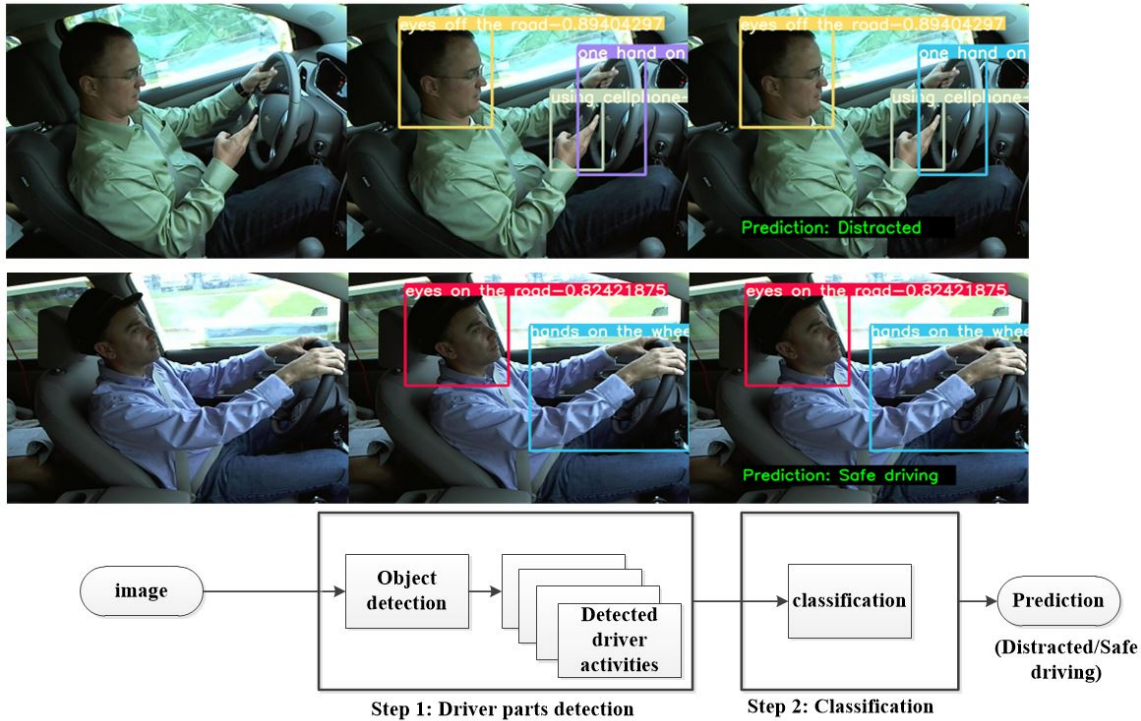 eyes off the road-0.89404297
one hand on
using cellphone-
eyes off the road-0.89404297
one hand on
using cellphone-
Prediction: Distracted
eyes on the road-0.82421875
hands on the whee
eyes on the road-0.82421875
hands on the whee
Prediction: Safe driving
image
Object
detection
Detected
driver
activities
classification
Prediction
(Distracted/Safe
driving)
Step 1: Driver parts detection
Step 2: Classification